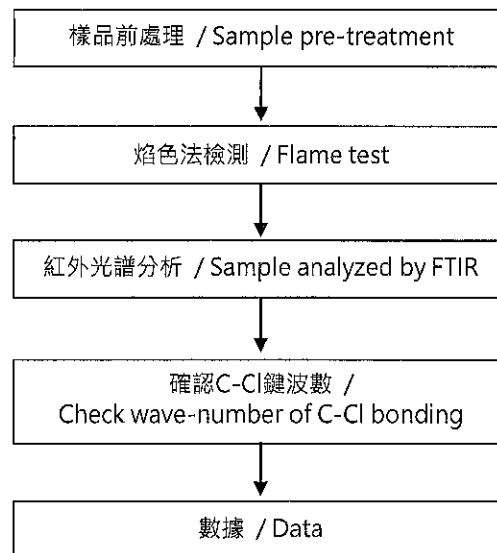 樣品前處理 / Sample pre-treatment
焰色法檢測 / Flame test
紅外光譜分析 / Sample analyzed by FTIR
確認C-Cl鍵波數 /
Check wave-number of C-Cl bonding
數據 / Data